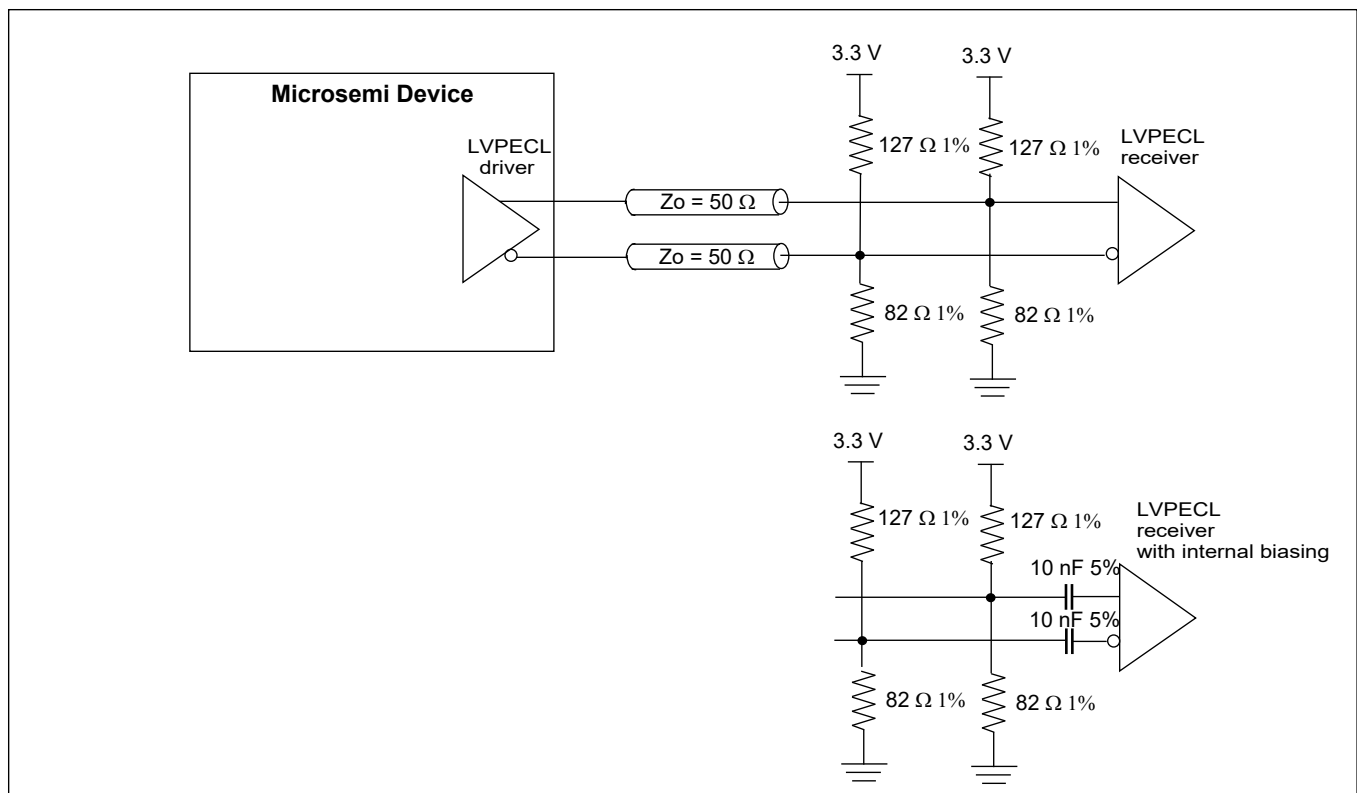 3.3 V
3.3 V
Microsemi Device
LVPECL
driver
127 Ω 1%
127 Ω 1%
LVPECL
receiver
Zo = 50 Ω
Zo = 50 Ω
82 Ω 1%
82 Ω 1%
3.3 V
3.3 V
127 Ω 1%
127 Ω 1%
LVPECL
receiver
with internal biasing
10 nF 5%
10 nF 5%
82 Ω 1%
82 Ω 1%